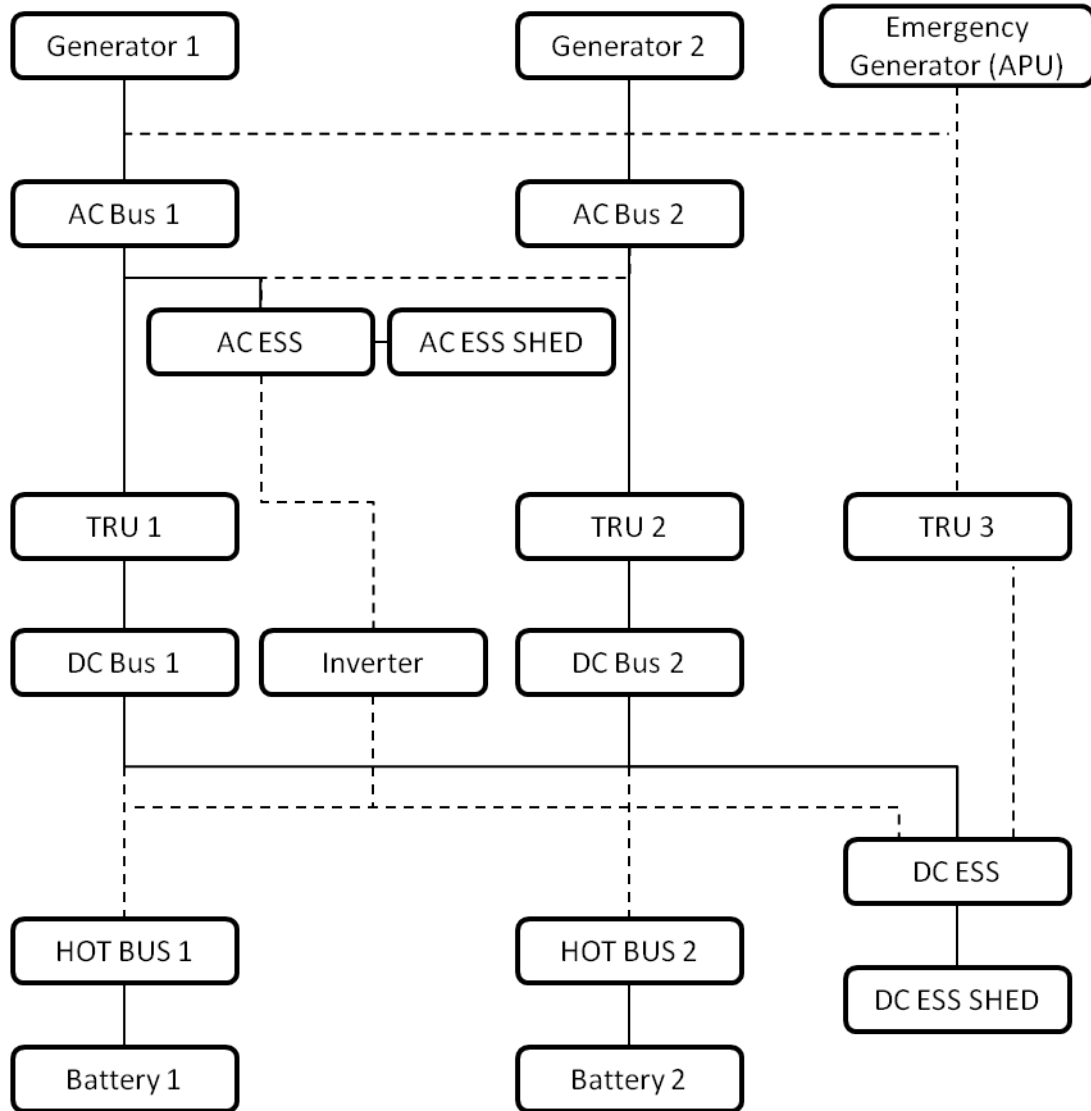 Generator 1
Generator 2
Emergency
Generator (APU)
AC Bus 1
AC Bus 2
AC ESS
AC ESS SHED
TRU 1
TRU 2
TRU 3
DC Bus 1
Inverter
DC Bus 2
DC ESS
HOT BUS 1
HOT BUS 2
DC ESS SHED
Battery 1
Battery 2